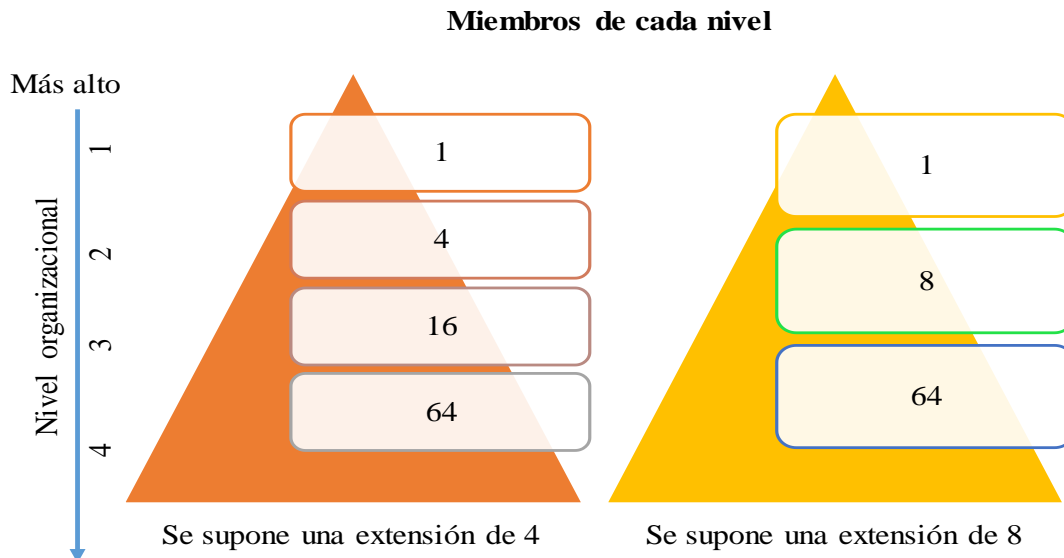 Miembros de cada nivel
Más alto
Nivel organizacional
1
2
3
4
1
4
16
64
Se supone una extensión de 4
1
8
64
Se supone una extensión de 8